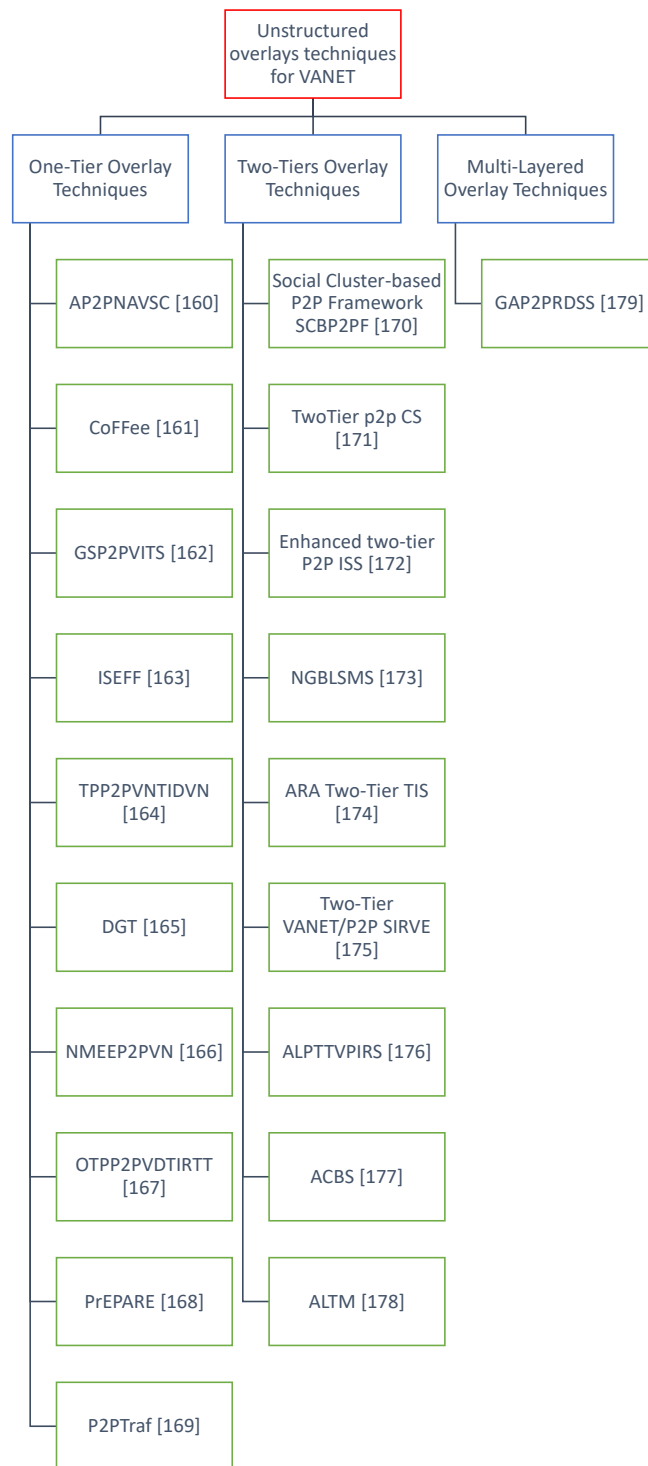 Unstructured
overlays techniques
for VANET
One-Tier Overlay
Techniques
Two-Tiers Overlay
Techniques
Multi-Layered
Overlay Techniques
AP2PNAVSC [160]
CoFFee [161]
GSP2PVITS [162]
ISEFF [163]
TPP2PVNTIDVN
[164]
DGT [165]
NMEEP2PVN [166]
OTPP2PVDTIRTT
[167]
PrEPARE [168]
P2PTraf [169]
Social Cluster-based
P2P Framework
SCBP2PF [170]
TwoTier p2p CS
[171]
Enhanced two-tier
P2P ISS [172]
NGBLSMS [173]
ARA Two-Tier TIS
[174]
Two-Tier
VANET/P2P SIRVE
[175]
ALPTTVPIRS [176]
ACBS [177]
ALTM [178]
GAP2PRDSS [179]